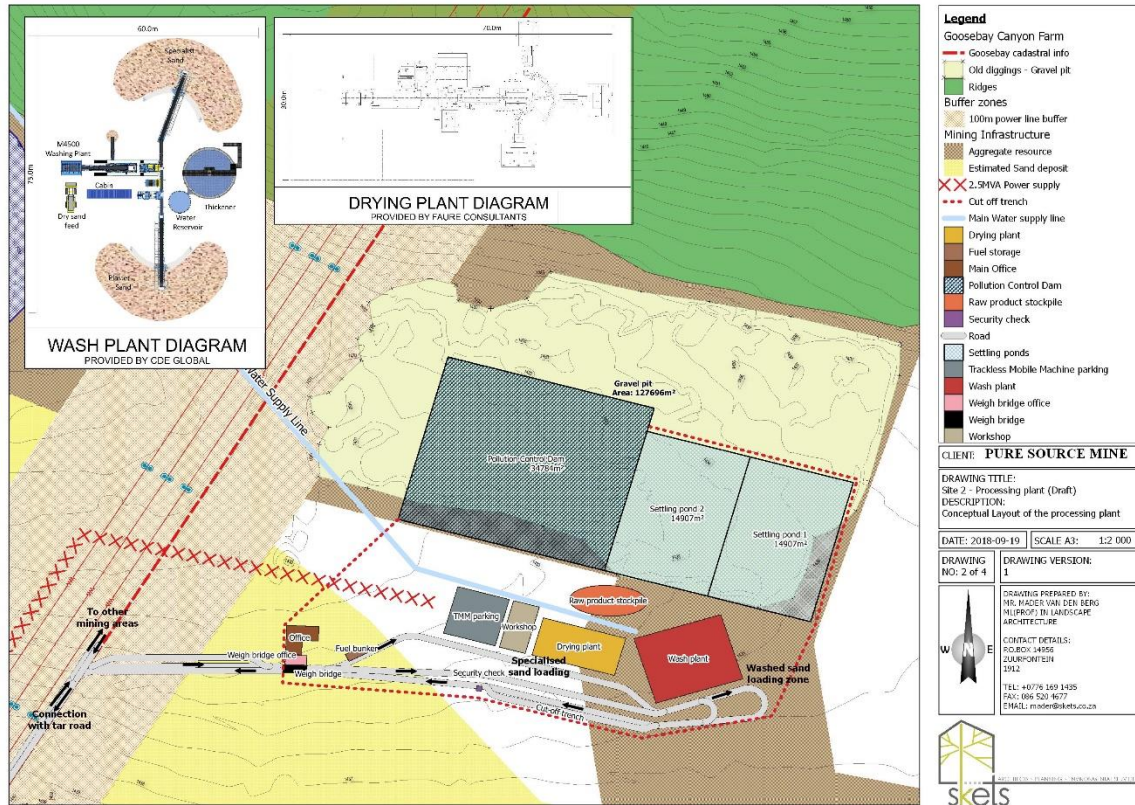 60.0m
75.0m
Specialist
Sand
M4500
Washing Plant
Cabin
Dry sand
feed
Water
Reservoir
Thickener
Plaster
Sand
WASH PLANT DIAGRAM
PROVIDED BY CDE GLOBAL
70.0m
30.0m
DRYING PLANT DIAGRAM
PROVIDED BY FAURE CONSULTANTS
Water Supply Line
Gravel pit
Area: 127696m²
Pollution Control Dam
34784m²
Settling pond 2
14907m²
Settling pond 1
14907m²
Raw product stockpile
TMM parking
Workshop
Drying plant
Wash plant
Office
Fuel bunker
Weigh bridge office
Weigh bridge
Security check
Specialised
sand loading
Washed sand
loading zone
Cut-off trench
To other
mining areas
Connection
with tar road
Legend
Goosebay Canyon Farm
Goosebay cadastral info
Old diggings - Gravel pit
Ridges
Buffer zones
100m power line buffer
Mining Infrastructure
Aggregate resource
Estimated Sand deposit
2.5MVA Power supply
Cut off trench
Main Water supply line
Drying plant
Fuel storage
Main Office
Pollution Control Dam
Raw product stockpile
Security check
Road
Settling ponds
Trackless Mobile Machine parking
Wash plant
Weigh bridge office
Weigh bridge
Workshop
CLIENT: PURE SOURCE MINE
DRAWING TITLE:
Site 2 - Processing plant (Draft)
DESCRIPTION:
Conceptual Layout of the processing plant
DATE: 2018-09-19
SCALE A3: 1:2 000
DRAWING
NO: 2 of 4
DRAWING VERSION:
1
W N E
DRAWING PREPARED BY:
MR. MADER VAN DEN BERG
ML(PROF) IN LANDSCAPE
ARCHITECTURE
CONTACT DETAILS:
P.O.BOX 14956
ZUURFONTEIN
1912
TEL: +0776 169 1435
FAX: 086 520 4677
EMAIL: mader@skets.co.za
skets